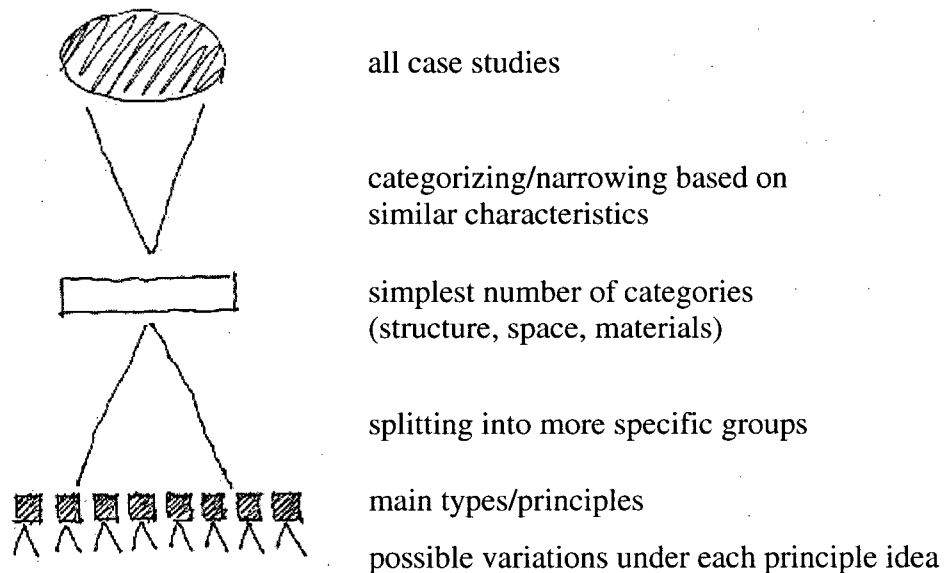 all case studies
categorizing/narrowing based on
similar characteristics
simplest number of categories
(structure, space, materials)
splitting into more specific groups
main types/principles
possible variations under each principle idea